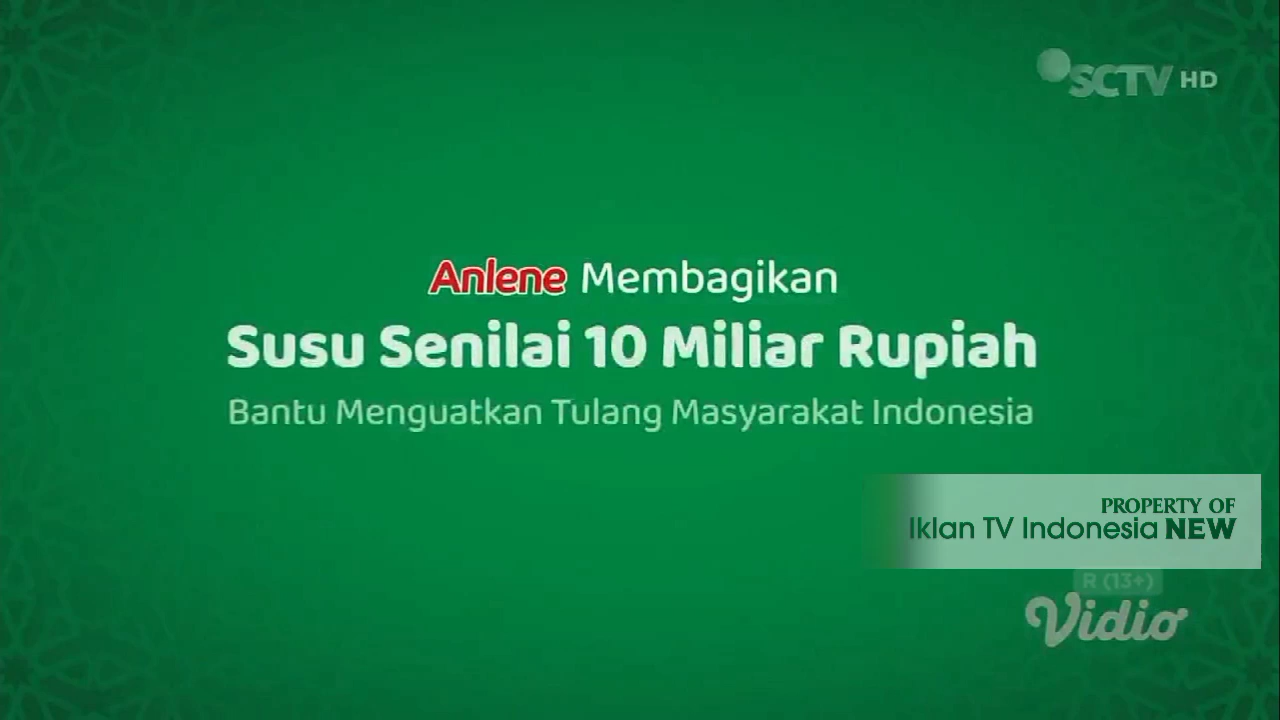 SCTV HD
Anlene Membagikan
Susu Senilai 10 Miliar Rupiah
Bantu Menguatkan Tulang Masyarakat Indonesia
PROPERTY OF
Iklan TV Indonesia NEW
R (13+)
Vidio